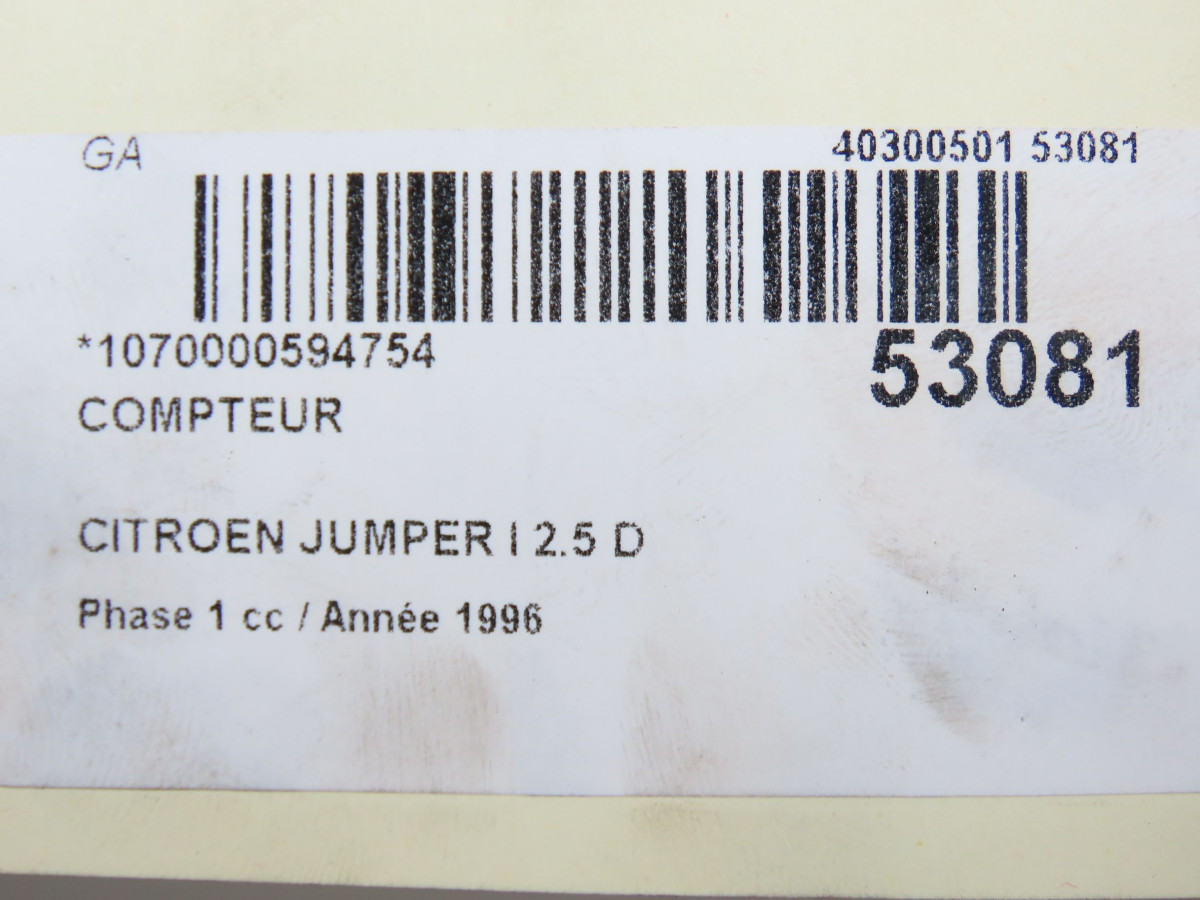 GA
40300501 53081
*1070000594754
53081
COMPTEUR
CITROEN JUMPER I 2.5 D
Phase 1 cc / Année 1996